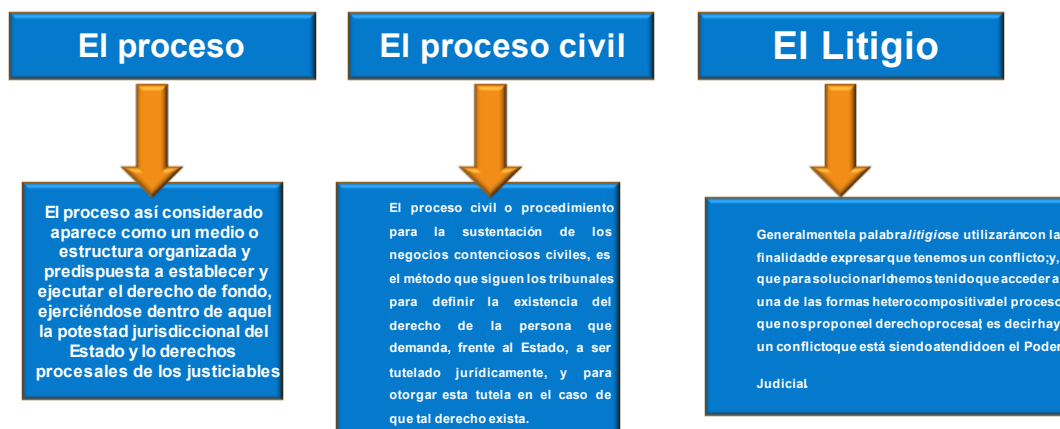 El proceso
El proceso así considerado
aparece como un medio o
estructura organizada y
predispuesta a establecer y
ejecutar el derecho de fondo,
ejerciéndose dentro de aquel
la potestad jurisdiccional del
Estado y lo derechos
procesales de los justiciables
El proceso civil
El proceso civil o procedimiento
para la sustentación de los
negocios contenciosos civiles, es
el método que siguen los tribunales
para definir la existencia del
derecho de la persona que
demanda, frente al Estado, a ser
tutelado jurídicamente, y para
otorgar esta tutela en el caso de
que tal derecho exista.
El Litigio
Generalmente la palabra litigio se utilizarán con la
finalidad de expresar que tenemos un conflicto; y,
que para solucionarlo hemos tenido que acceder a
una de las formas heterocompositiva del proceso
que nos propone el derecho procesal; es decir hay
un conflicto que está siendo atendido en el Poder
Judicial.